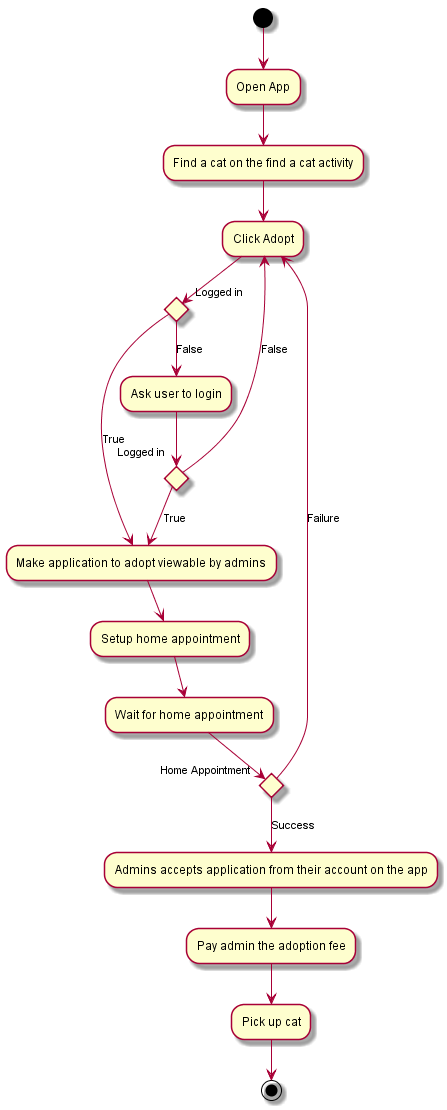 Open App
Find a cat on the find a cat activity
Click Adopt
Logged in
False
False
Ask user to login
True
Logged in
True
Failure
Make application to adopt viewable by admins
Setup home appointment
Wait for home appointment
Home Appointment
Success
Admins accepts application from their account on the app
Pay admin the adoption fee
Pick up cat